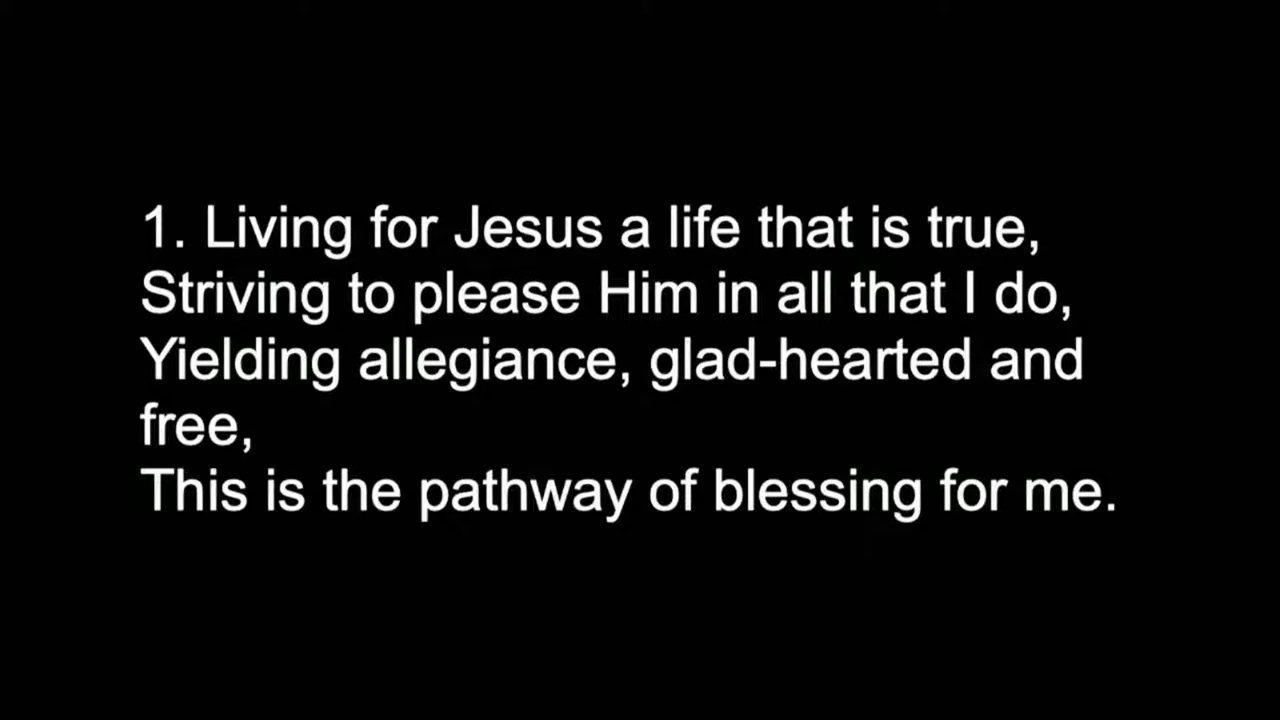 1. Living for Jesus a life that is true,
Striving to please Him in all that I do,
Yielding allegiance, glad-hearted and
free,
This is the pathway of blessing for me.